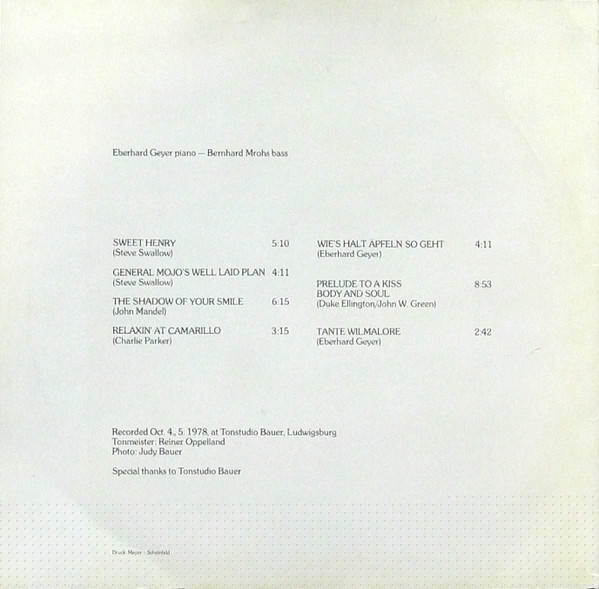 Eberhard Geyer piano — Bernhard Mrohs bass
SWEET HENRY 5:10
(Steve Swallow)
GENERAL MOJO'S WELL LAID PLAN 4:11
(Steve Swallow)
THE SHADOW OF YOUR SMILE 6:15
(John Mandel)
RELAXIN' AT CAMARILLO 3:15
(Charlie Parker)
WIE'S HALT ÄPFELN SO GEHT 4:11
(Eberhard Geyer)
PRELUDE TO A KISS 8:53
BODY AND SOUL
(Duke Ellington/John W. Green)
TANTE WILMALORE 2:42
(Eberhard Geyer)
Recorded Oct. 4., 5. 1978, at Tonstudio Bauer, Ludwigsburg
Tonmeister: Reiner Oppelland
Photo: Judy Bauer
Special thanks to Tonstudio Bauer
Druck: Meyer · Scheinfeld